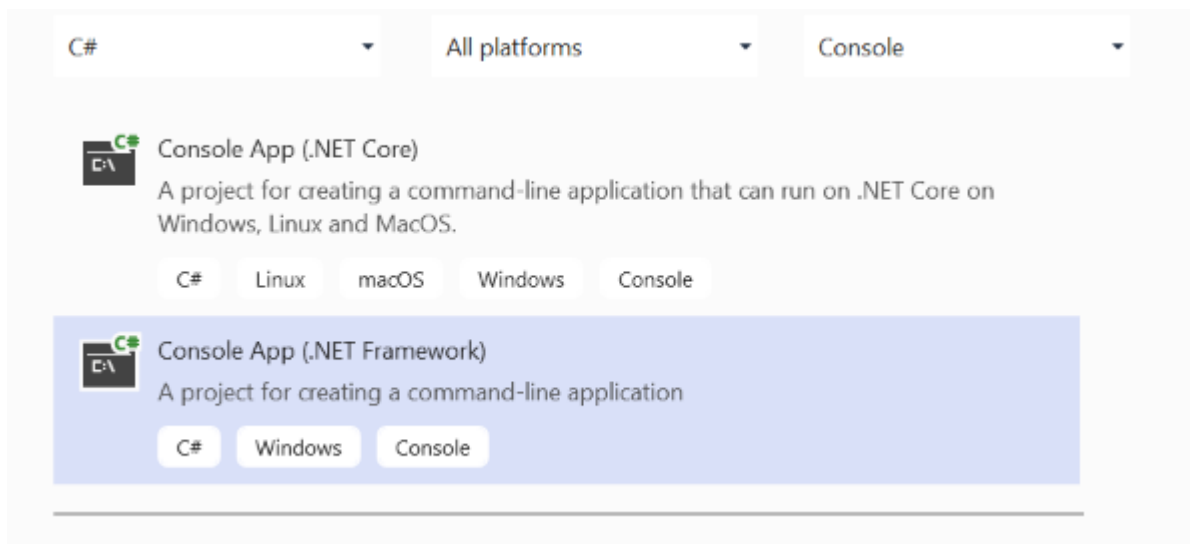 C#
All platforms
Console
C#
C:\
Console App (.NET Core)
A project for creating a command-line application that can run on .NET Core on
Windows, Linux and MacOS.
C#
Linux
macOS
Windows
Console
C#
C:\
Console App (.NET Framework)
A project for creating a command-line application
C#
Windows
Console